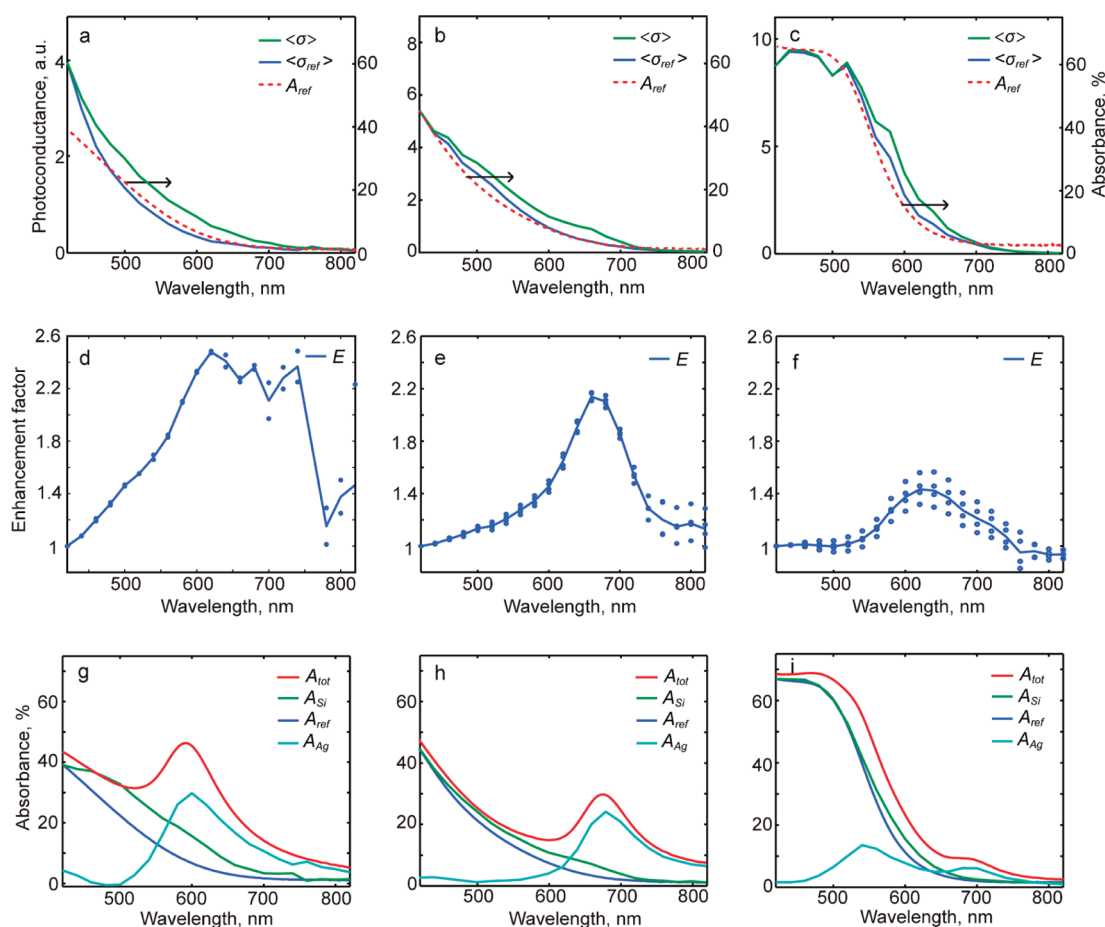 a
<σ>
<σref>
Aref
Photoconductance, a.u.
4
2
0
60
40
20
0
500 600 700 800
Wavelength, nm
b
<σ>
<σref>
Aref
8
6
4
2
0
60
40
20
0
500 600 700 800
Wavelength, nm
c
<σ>
<σref>
Aref
10
5
0
60
40
20
0
Absorbance, %
500 600 700 800
Wavelength, nm
d
E
Enhancement factor
2.6
2.2
1.8
1.4
1
500 600 700 800
Wavelength, nm
e
E
2.6
2.2
1.8
1.4
1
500 600 700 800
Wavelength, nm
f
E
2.6
2.2
1.8
1.4
1
500 600 700 800
Wavelength, nm
g
Atot
ASi
Aref
AAg
Absorbance, %
60
40
20
0
500 600 700 800
Wavelength, nm
h
Atot
ASi
Aref
AAg
60
40
20
0
500 600 700 800
Wavelength, nm
i
Atot
ASi
Aref
AAg
60
40
20
0
500 600 700 800
Wavelength, nm